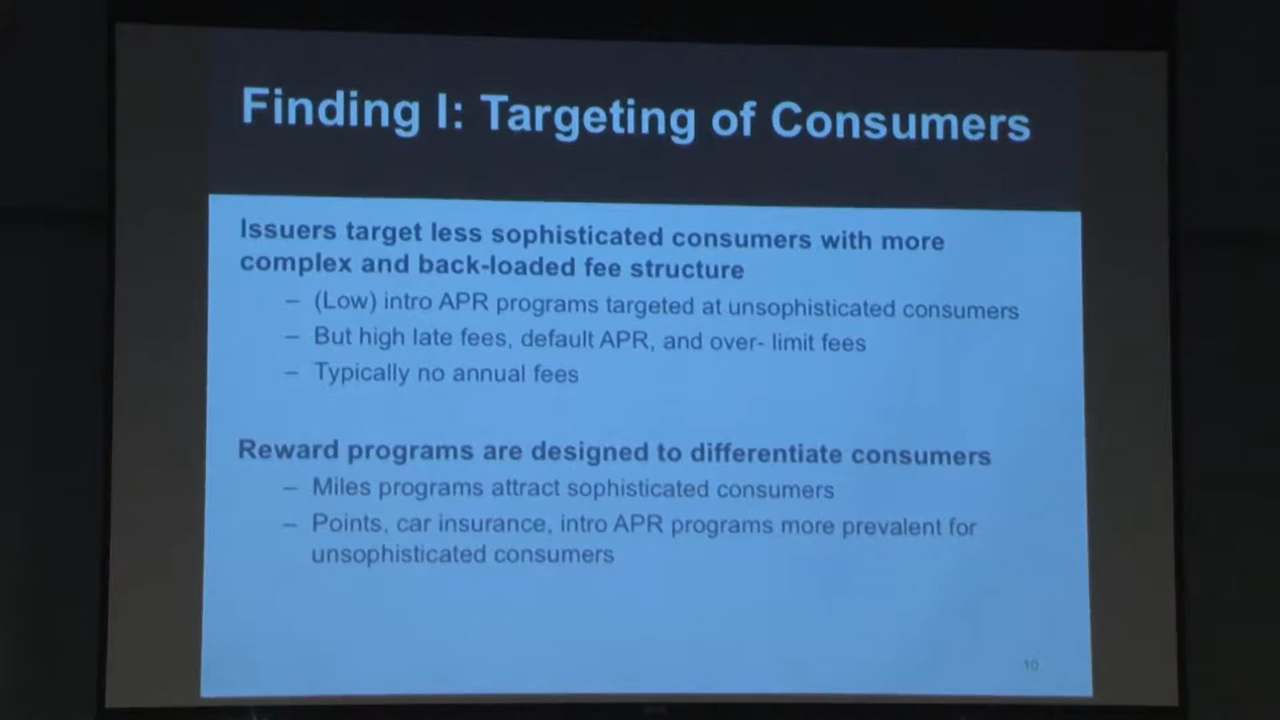 Finding I: Targeting of Consumers
Issuers target less sophisticated consumers with more
complex and back-loaded fee structure
– (Low) intro APR programs targeted at unsophisticated consumers
– But high late fees, default APR, and over- limit fees
– Typically no annual fees
Reward programs are designed to differentiate consumers
– Miles programs attract sophisticated consumers
– Points, car insurance, intro APR programs more prevalent for
unsophisticated consumers
10